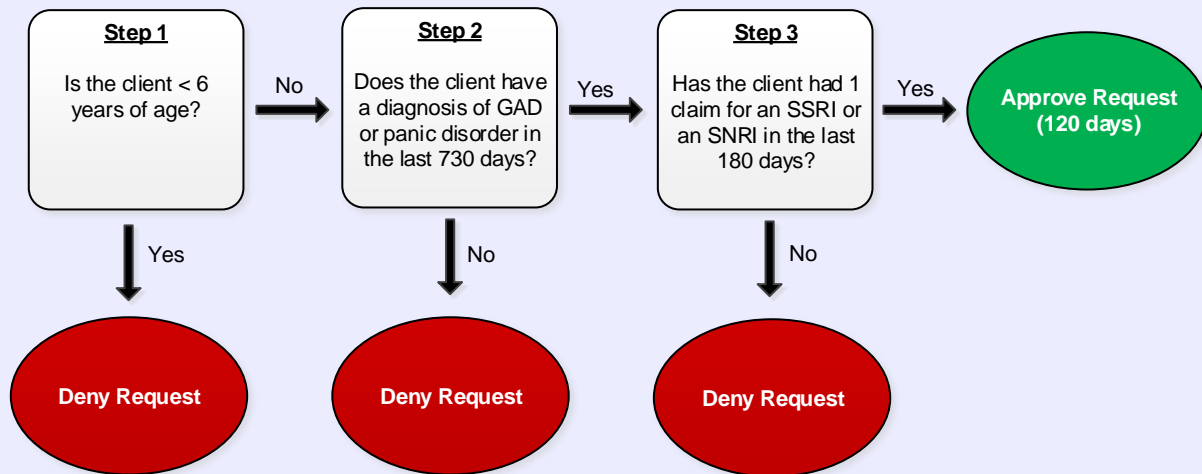 Step 1
Is the client < 6
years of age?
No
Step 2
Does the client have
a diagnosis of GAD
or panic disorder in
the last 730 days?
Yes
Step 3
Has the client had 1
claim for an SSRI or
an SNRI in the last
180 days?
Yes
Approve Request
(120 days)
Yes
No
No
Deny Request
Deny Request
Deny Request